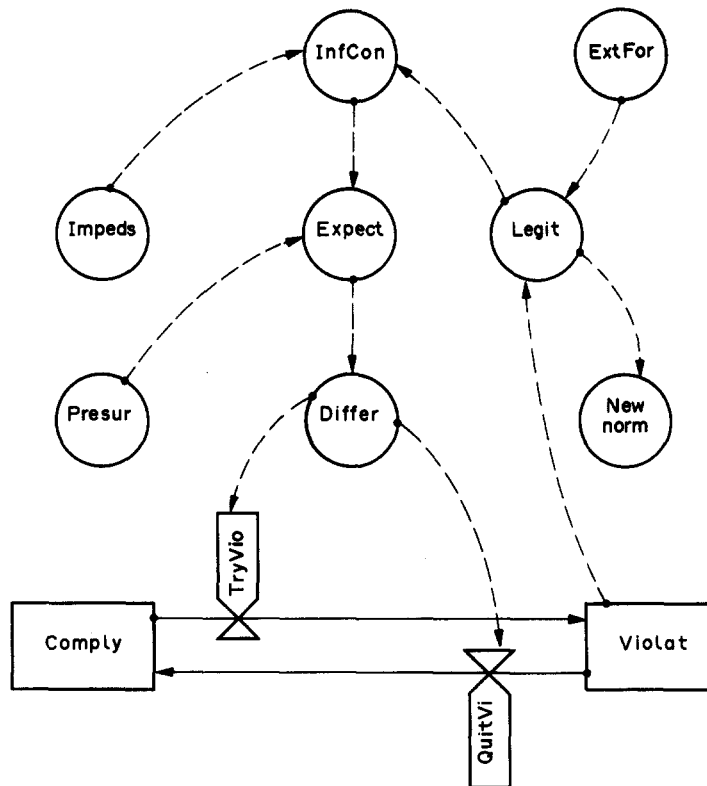 InfCon
ExtFor
Impeds
Expect
Legit
Presur
Differ
New
norm
TryVio
Comply
Violat
QuitVi